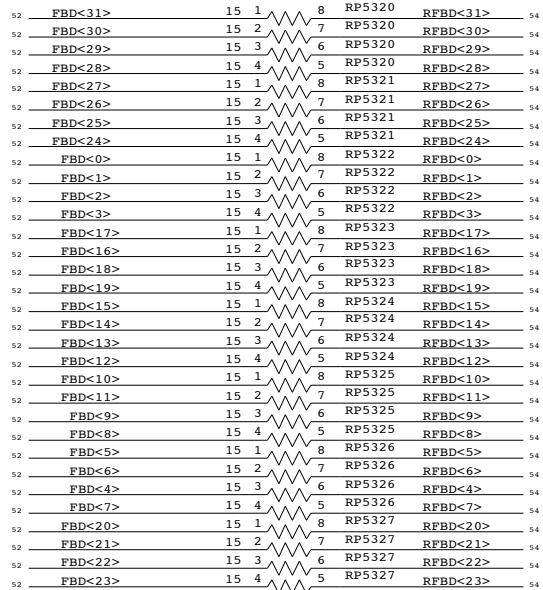 52 FBD<31> 15 1 8 RP5320 RFBD<31> 54
52 FBD<30> 15 2 7 RP5320 RFBD<30> 54
52 FBD<29> 15 3 6 RP5320 RFBD<29> 54
52 FBD<28> 15 4 5 RP5320 RFBD<28> 54
52 FBD<27> 15 1 8 RP5321 RFBD<27> 54
52 FBD<26> 15 2 7 RP5321 RFBD<26> 54
52 FBD<25> 15 3 6 RP5321 RFBD<25> 54
52 FBD<24> 15 4 5 RP5321 RFBD<24> 54
52 FBD<0> 15 1 8 RP5322 RFBD<0> 54
52 FBD<1> 15 2 7 RP5322 RFBD<1> 54
52 FBD<2> 15 3 6 RP5322 RFBD<2> 54
52 FBD<3> 15 4 5 RP5322 RFBD<3> 54
52 FBD<17> 15 1 8 RP5323 RFBD<17> 54
52 FBD<16> 15 2 7 RP5323 RFBD<16> 54
52 FBD<18> 15 3 6 RP5323 RFBD<18> 54
52 FBD<19> 15 4 5 RP5323 RFBD<19> 54
52 FBD<15> 15 1 8 RP5324 RFBD<15> 54
52 FBD<14> 15 2 7 RP5324 RFBD<14> 54
52 FBD<13> 15 3 6 RP5324 RFBD<13> 54
52 FBD<12> 15 4 5 RP5324 RFBD<12> 54
52 FBD<10> 15 1 8 RP5325 RFBD<10> 54
52 FBD<11> 15 2 7 RP5325 RFBD<11> 54
52 FBD<9> 15 3 6 RP5325 RFBD<9> 54
52 FBD<8> 15 4 5 RP5325 RFBD<8> 54
52 FBD<5> 15 1 8 RP5326 RFBD<5> 54
52 FBD<6> 15 2 7 RP5326 RFBD<6> 54
52 FBD<4> 15 3 6 RP5326 RFBD<4> 54
52 FBD<7> 15 4 5 RP5326 RFBD<7> 54
52 FBD<20> 15 1 8 RP5327 RFBD<20> 54
52 FBD<21> 15 2 7 RP5327 RFBD<21> 54
52 FBD<22> 15 3 6 RP5327 RFBD<22> 54
52 FBD<23> 15 4 5 RP5327 RFBD<23> 54